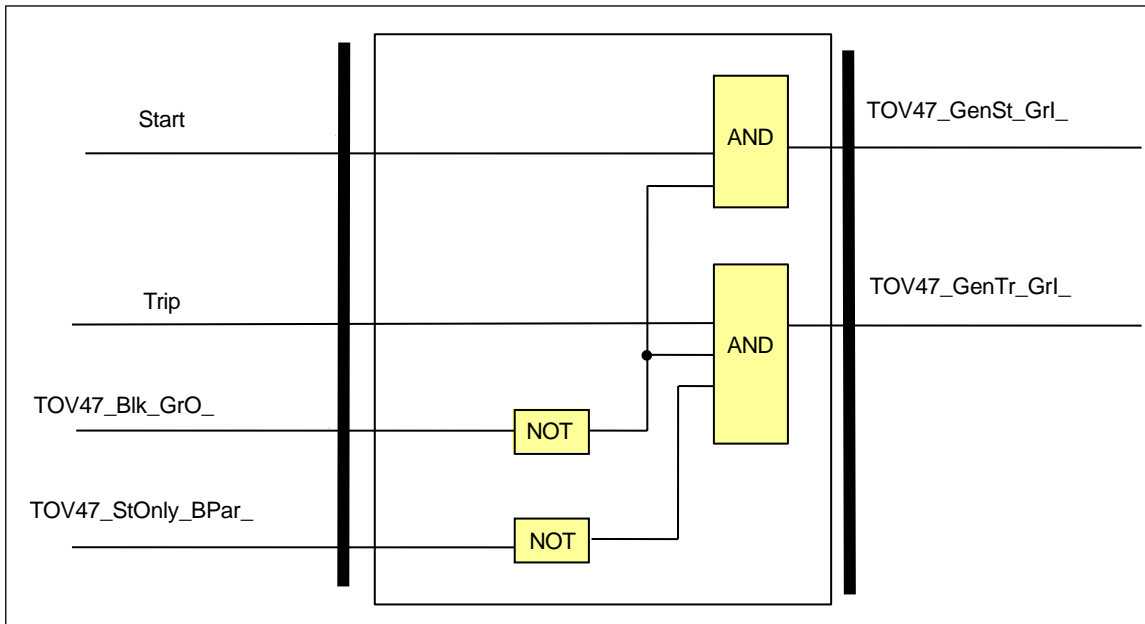 Start
AND
TOV47_GenSt_GrI_
Trip
AND
TOV47_GenTr_GrI_
TOV47_Blk_GrO_
NOT
TOV47_StOnly_BPar_
NOT